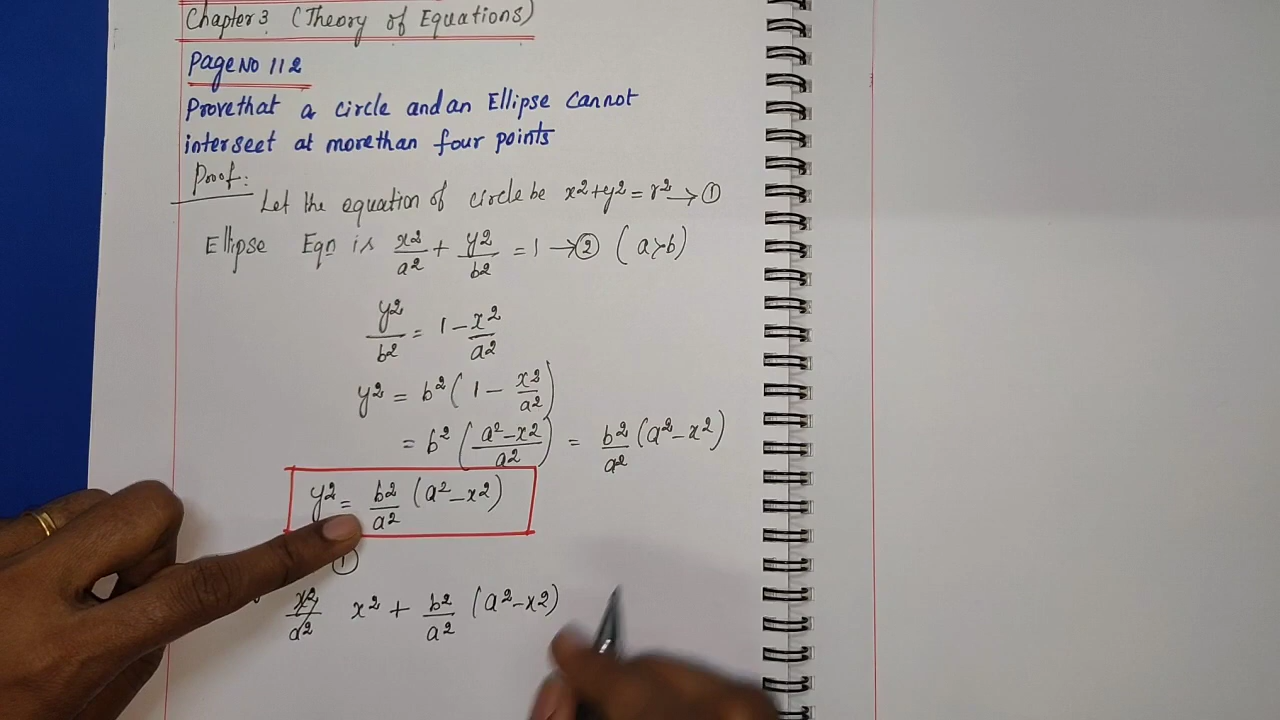 Chapter 3 (Theory of Equations)
Page No 112
Prove that a circle and an Ellipse cannot
intersect at more than four points
Proof:
Let the equation of circle be x²+y² = r² → ①
Ellipse Eqn is x²/a² + y²/b² = 1 → ② (a>b)
y²/b² = 1 - x²/a²
y² = b² (1 - x²/a²)
= b² (a²-x²/a²) = b²/a² (a²-x²)
y² = b²/a² (a²-x²)
①
x²/a² x² + b²/a² (a²-x²)